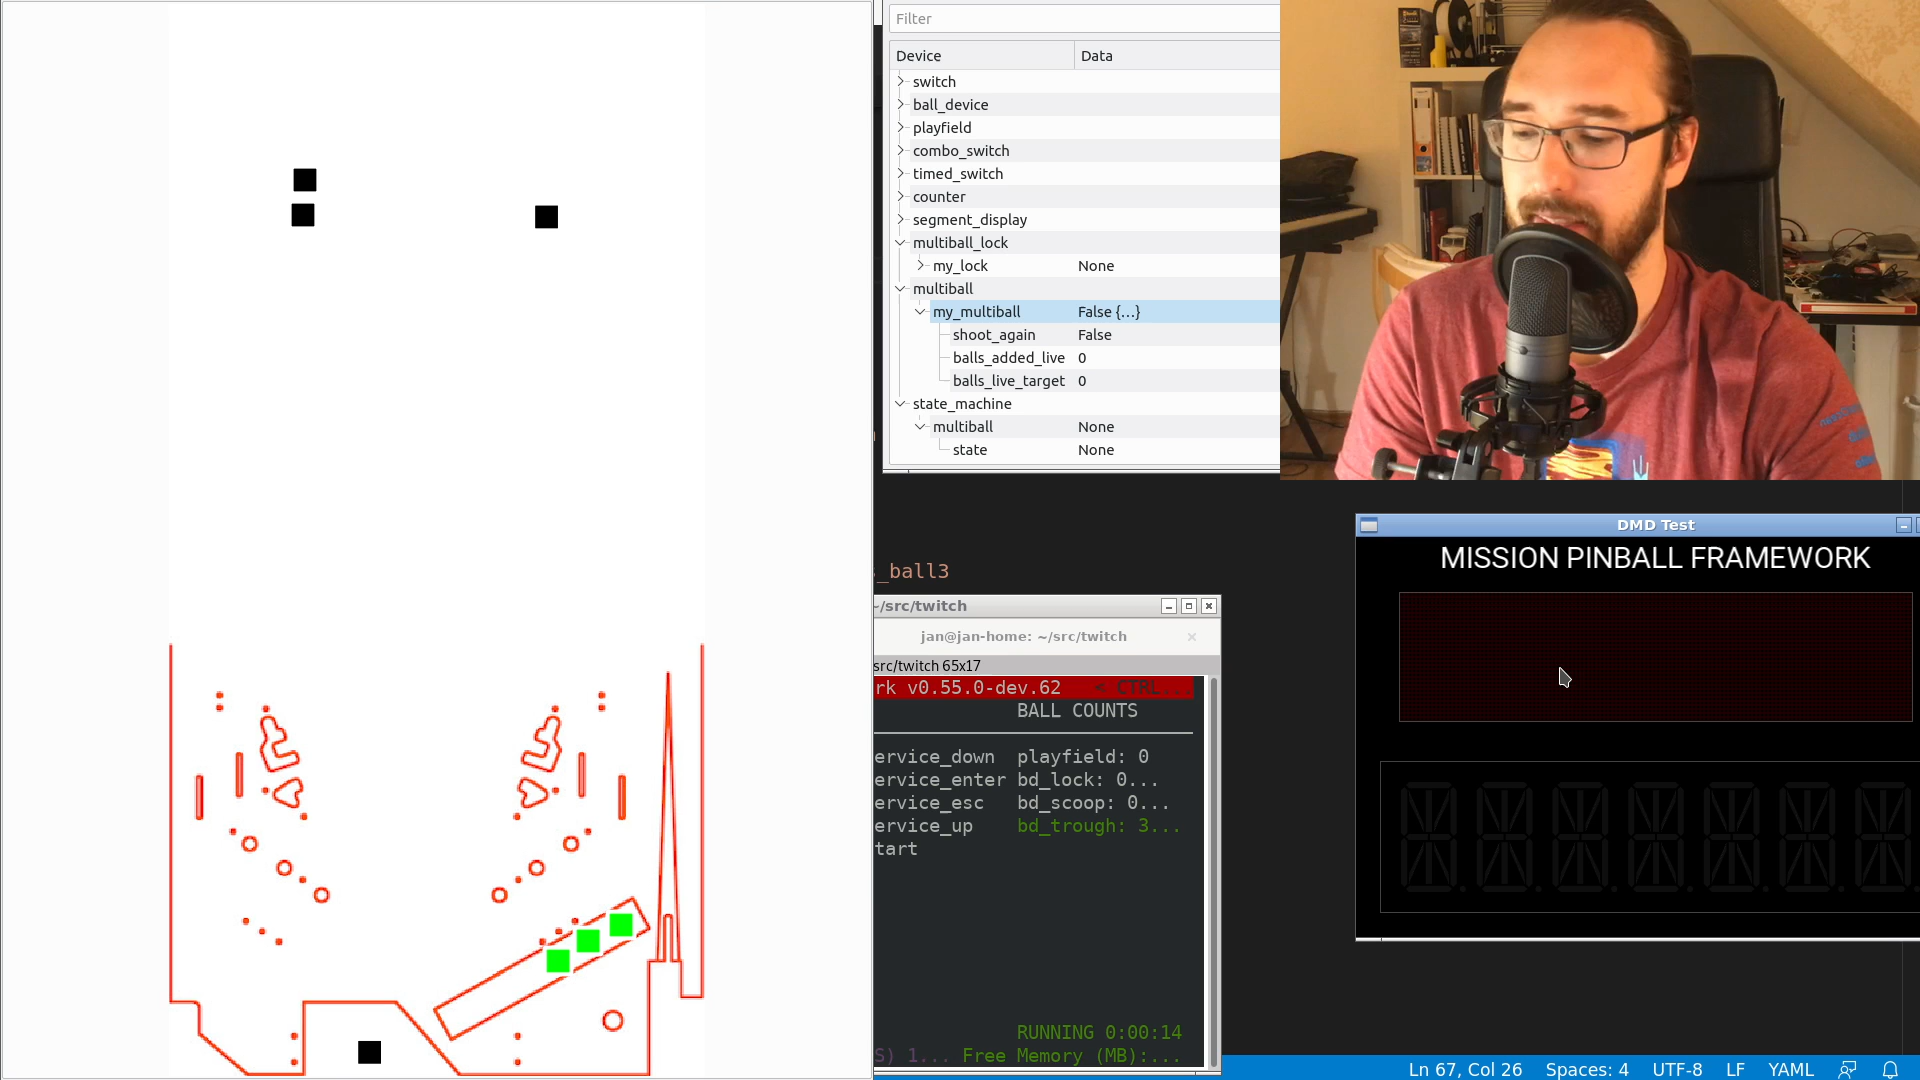 Filter
Device Data
switch
ball_device
playfield
combo_switch
timed_switch
counter
segment_display
multiball_lock
my_lock None
multiball
my_multiball False {...}
shoot_again False
balls_added_live 0
balls_live_target 0
state_machine
multiball None
state None
_ball3
~/src/twitch
jan@jan-home: ~/src/twitch
src/twitch 65x17
rk v0.55.0-dev.62 < CTRL...
BALL COUNTS
ervice_down playfield: 0
ervice_enter bd_lock: 0...
ervice_esc bd_scoop: 0...
ervice_up bd_trough: 3...
tart
RUNNING 0:00:14
S) 1... Free Memory (MB):...
DMD Test
MISSION PINBALL FRAMEWORK
Ln 67, Col 26 Spaces: 4 UTF-8 LF YAML